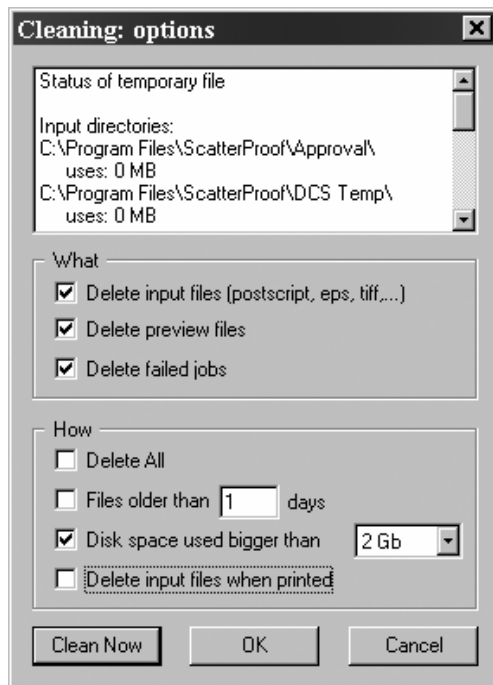 Cleaning: options
Status of temporary file
Input directories:
C:\Program Files\ScatterProof\Approval\
uses: 0 MB
C:\Program Files\ScatterProof\DCS Temp\
uses: 0 MB
What
Delete input files (postscript, eps, tiff,...)
Delete preview files
Delete failed jobs
How
Delete All
Files older than 1 days
Disk space used bigger than 2 Gb
Delete input files when printed
Clean Now OK Cancel